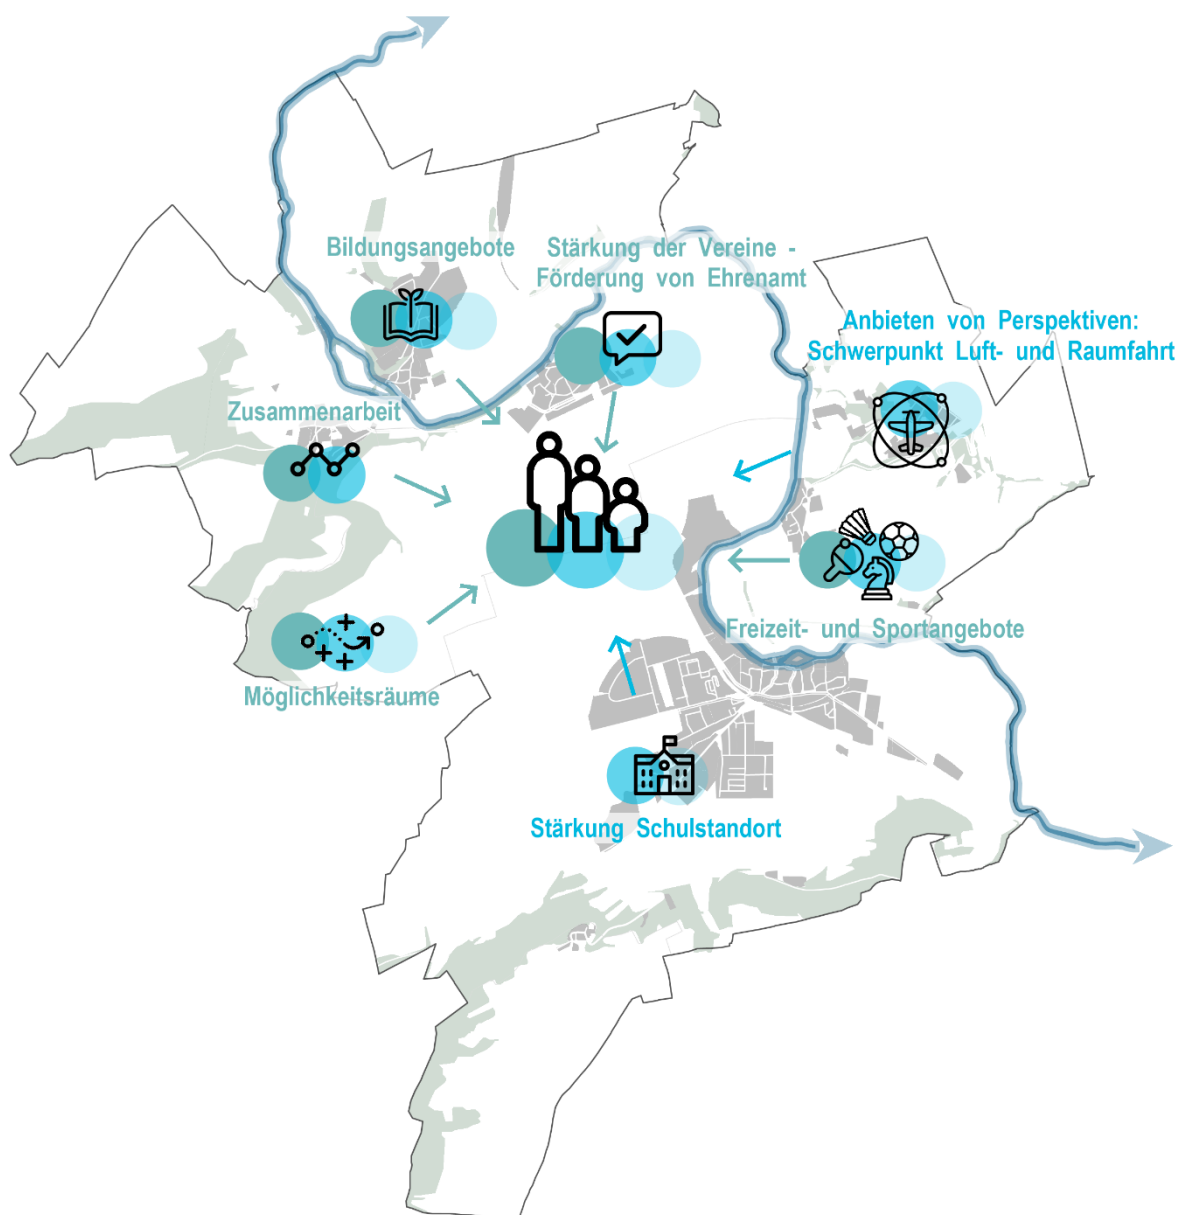 Bildungsangebote
Stärkung der Vereine -
Förderung von Ehrenamt
Anbieten von Perspektiven:
Schwerpunkt Luft- und Raumfahrt
Zusammenarbeit
Freizeit- und Sportangebote
Möglichkeitsräume
Stärkung Schulstandort